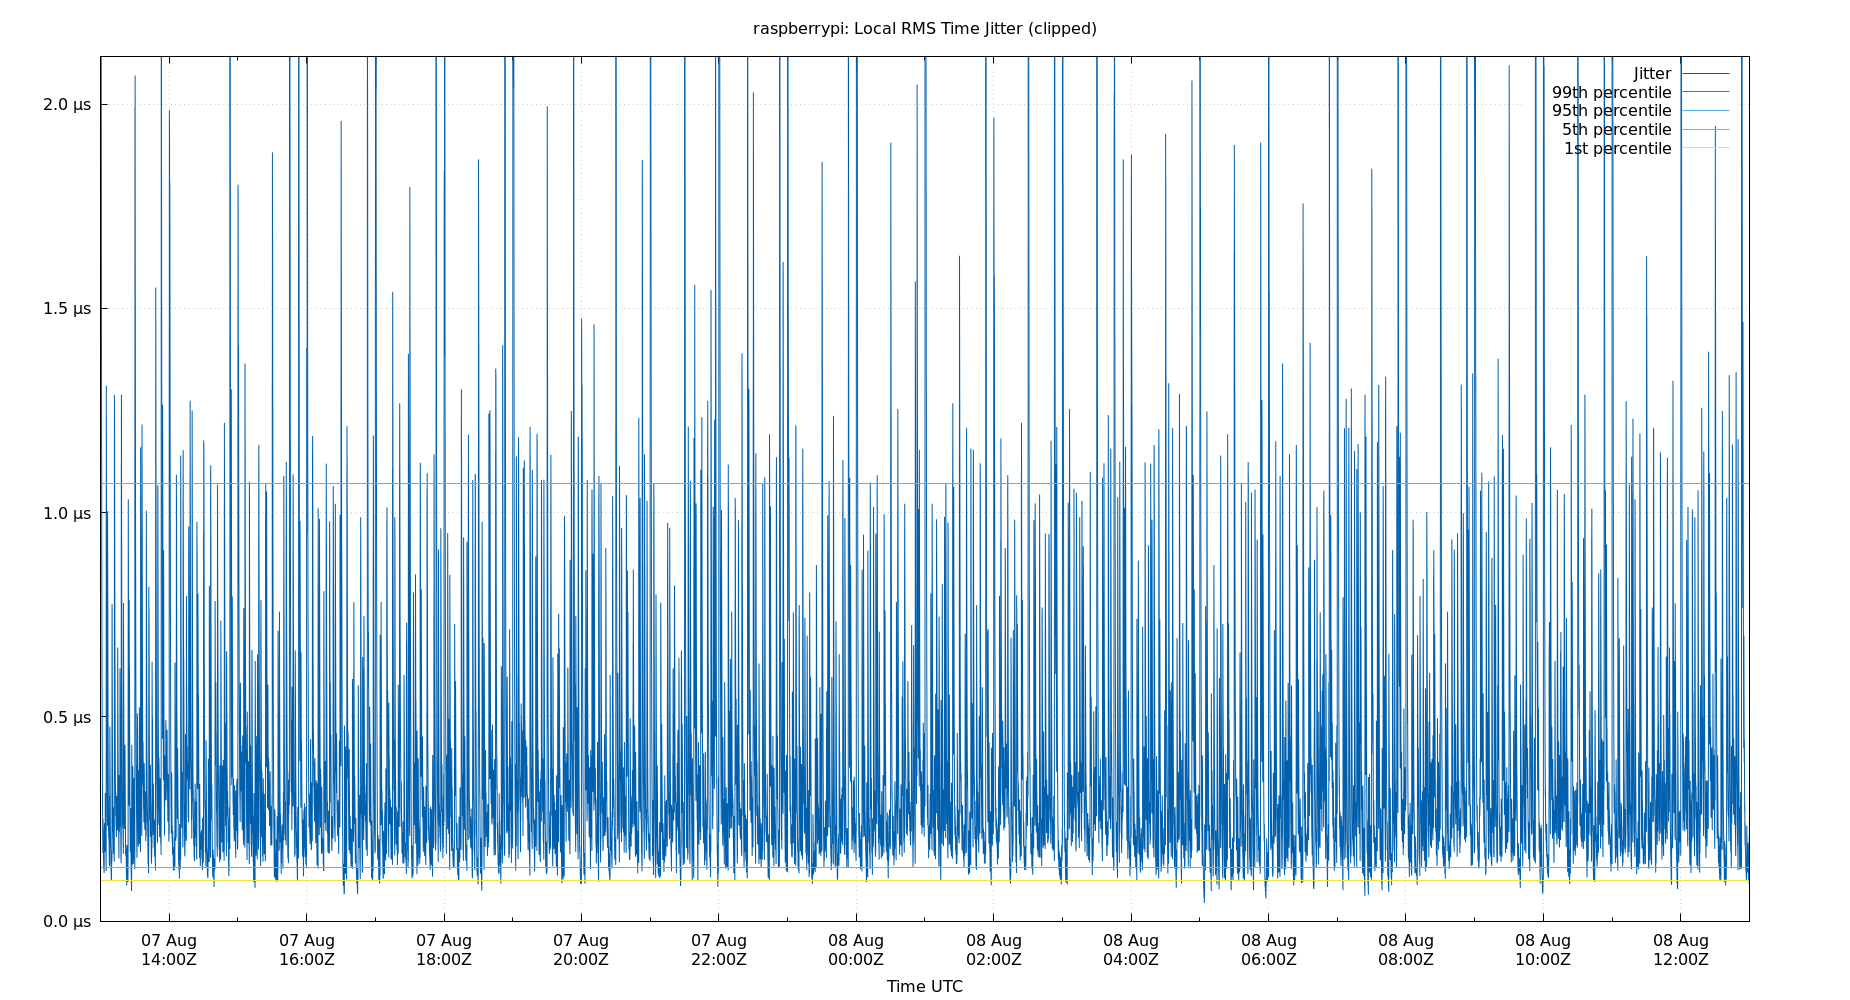 raspberrypi: Local RMS Time Jitter (clipped)
Jitter
99th percentile
95th percentile
5th percentile
1st percentile
2.0 µs
1.5 µs
1.0 µs
0.5 µs
0.0 µs
07 Aug 07 Aug 07 Aug 07 Aug 07 Aug 08 Aug 08 Aug 08 Aug 08 Aug 08 Aug 08 Aug 08 Aug
14:00Z 16:00Z 18:00Z 20:00Z 22:00Z 00:00Z 02:00Z 04:00Z 06:00Z 08:00Z 10:00Z 12:00Z
Time UTC